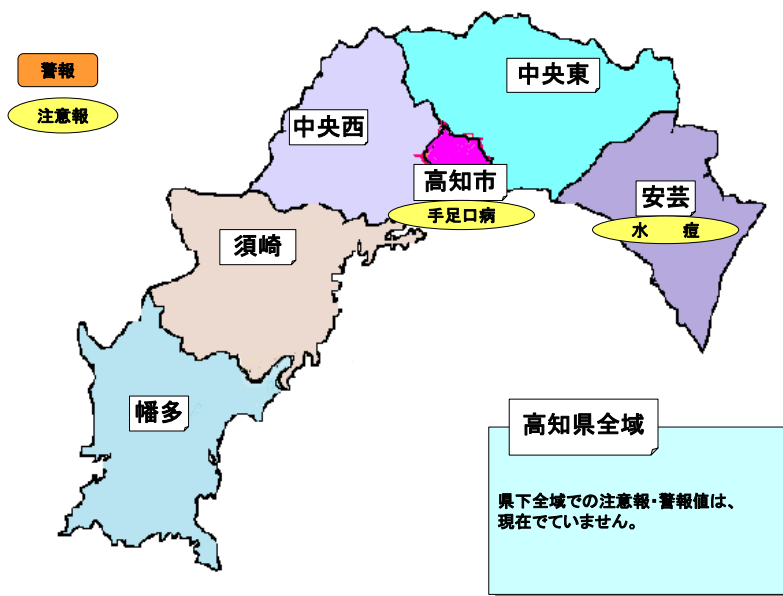 警報
注意報
中央東
中央西
高知市
手足口病
安芸
水　痘
須崎
幡多
高知県全域
県下全域での注意報・警報値は、
現在でていません。